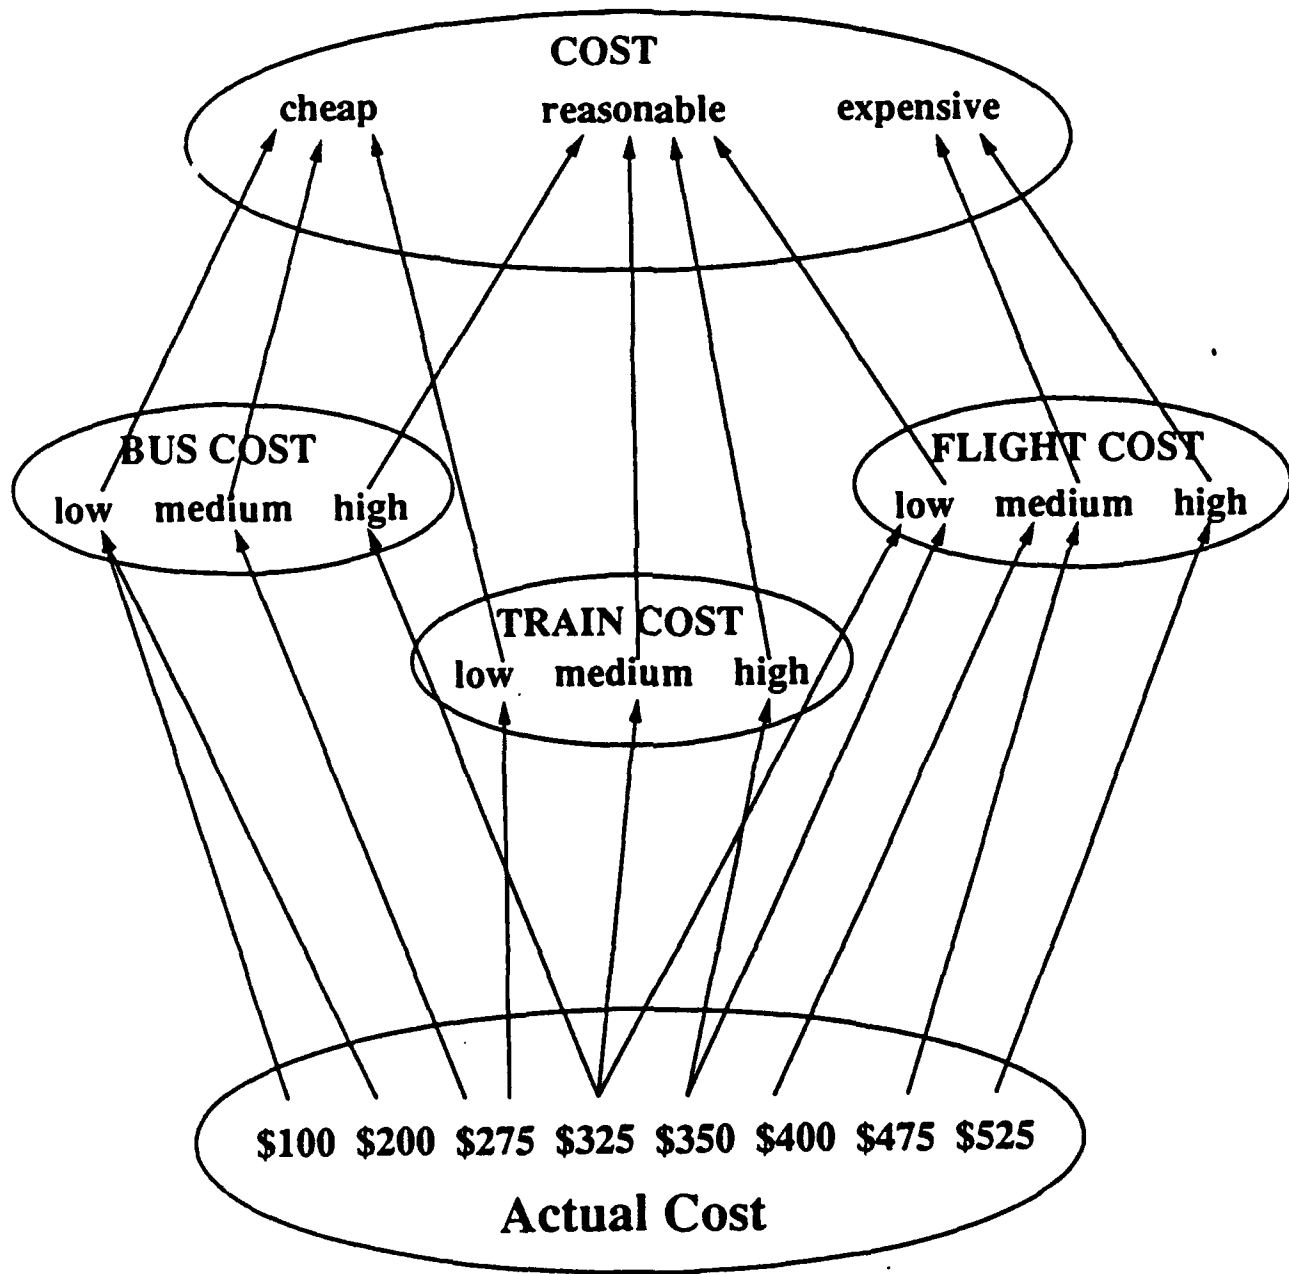 COST
cheap reasonable expensive
BUS COST
low medium high
FLIGHT COST
low medium high
TRAIN COST
low medium high
$100 $200 $275 $325 $350 $400 $475 $525
Actual Cost